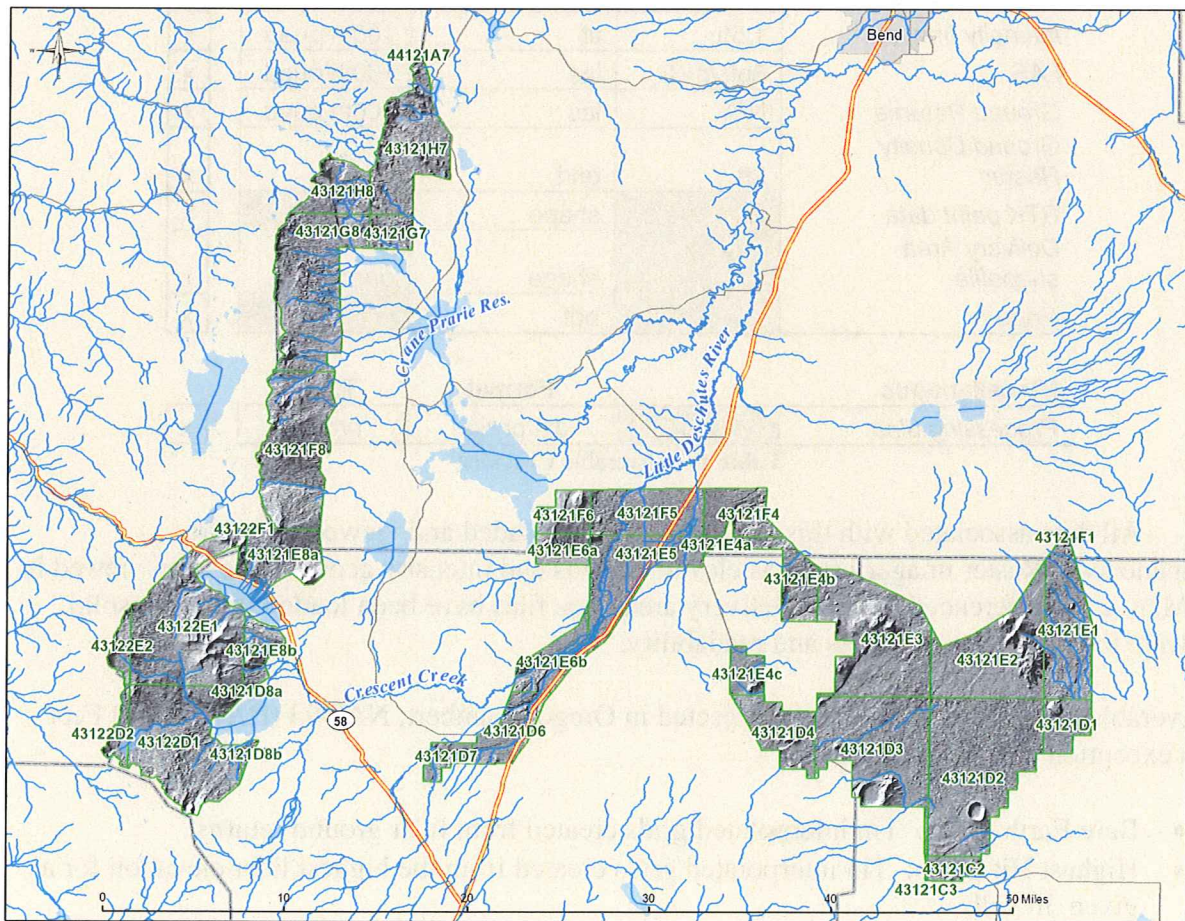 N
Bend
44121A7
43121H7
43121H8
43121G8
43121G7
Crane Prarie Res.
Little Deschutes River
43121F8
43122F1
43121E8a
43121F6
43121F5
43121F4
43121E6a
43121E5
43121E4a
43121F1
43121E4b
43122E1
43122E2
43121E8b
43121E3
43121E1
43121E2
43121E6b
43121E4c
43121D8a
Crescent Creek
58
43122D2
43122D1
43121D8b
43121D6
43121D7
43121D4
43121D3
43121D1
43121D2
43121C2
43121C3
0 10 20 30 40 50 Miles